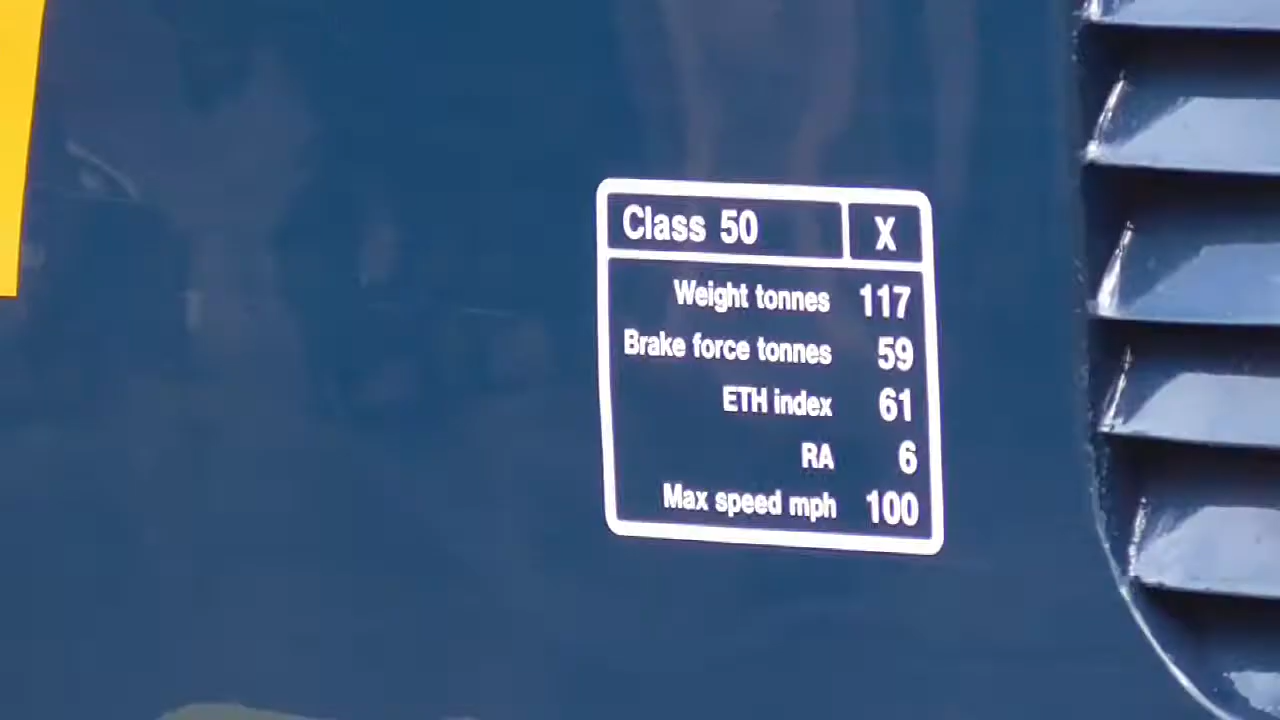 Class 50 X
Weight tonnes 117
Brake force tonnes 59
ETH index 61
RA 6
Max speed mph 100